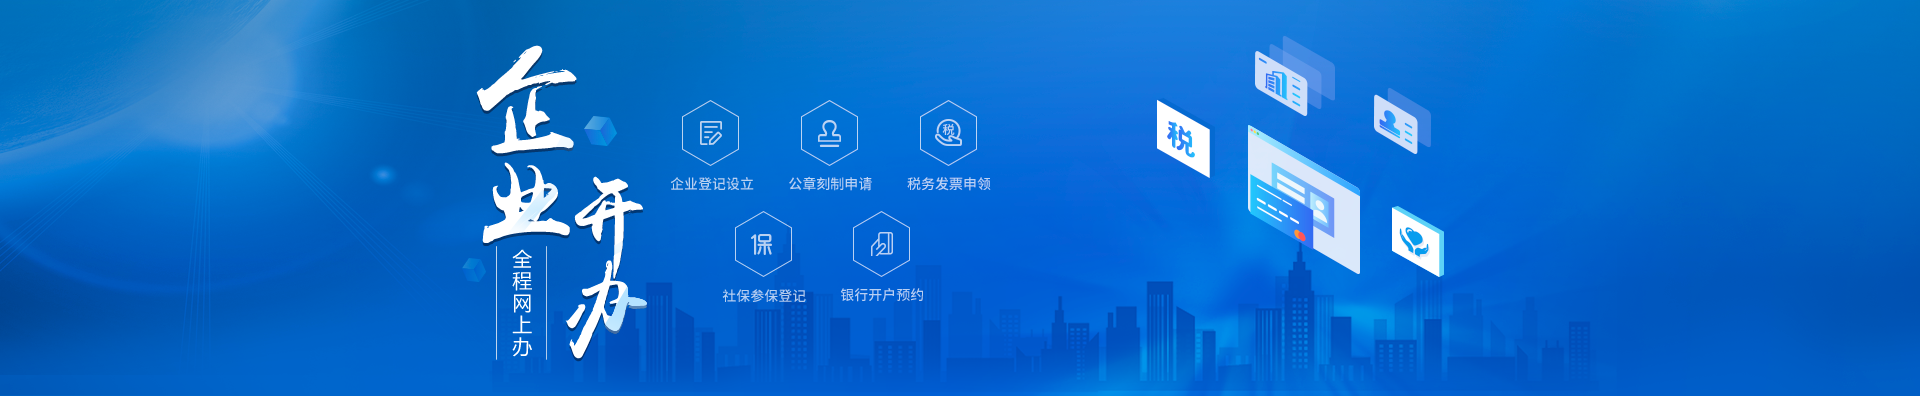 企业
开办
全程网上办
税
企业登记设立
公章刻制申请
税务发票申领
保
社保参保登记
银行开户预约
税